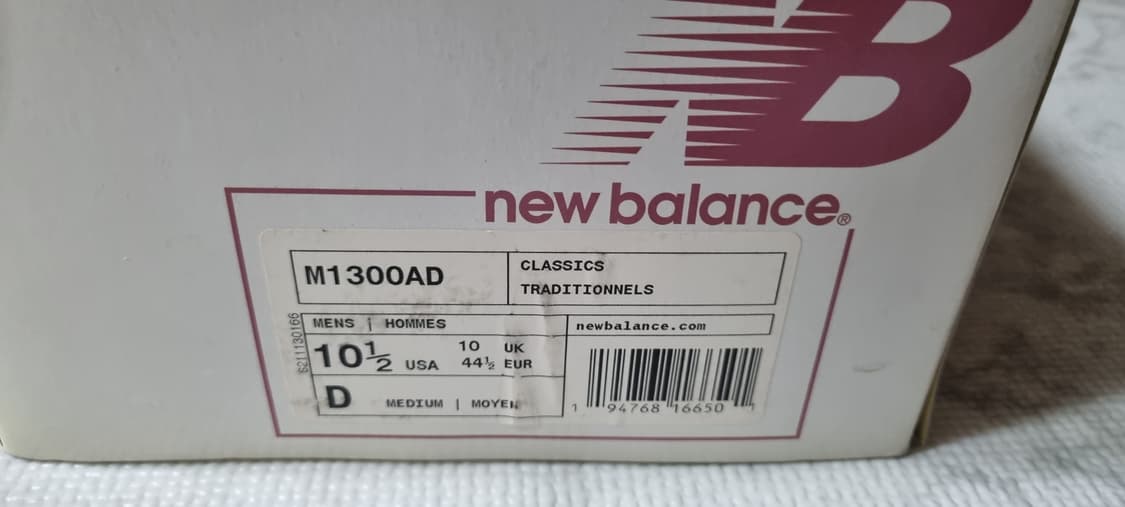 B
new balance®
M1300AD
CLASSICS
TRADITIONNELS
MENS | HOMMES
newbalance.com
10½ USA
10 UK
44½ EUR
D MEDIUM | MOYEN
1 94768 16650 1